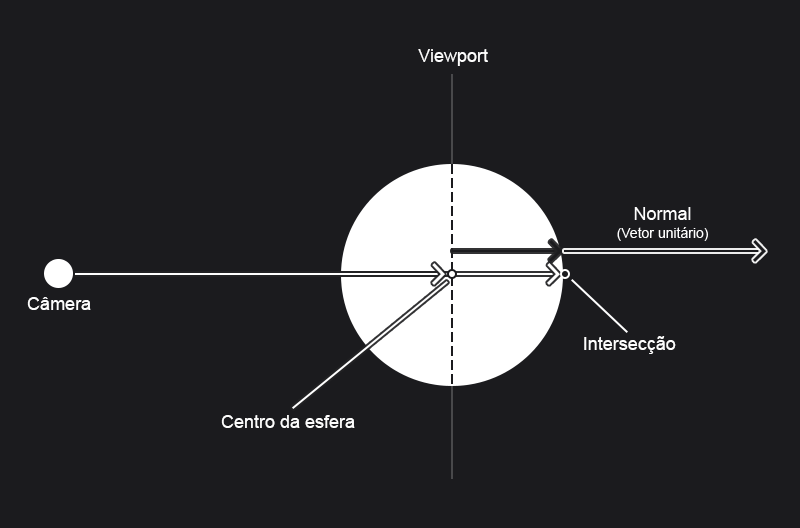 Viewport
Normal
(Vetor unitário)
Câmera
Intersecção
Centro da esfera